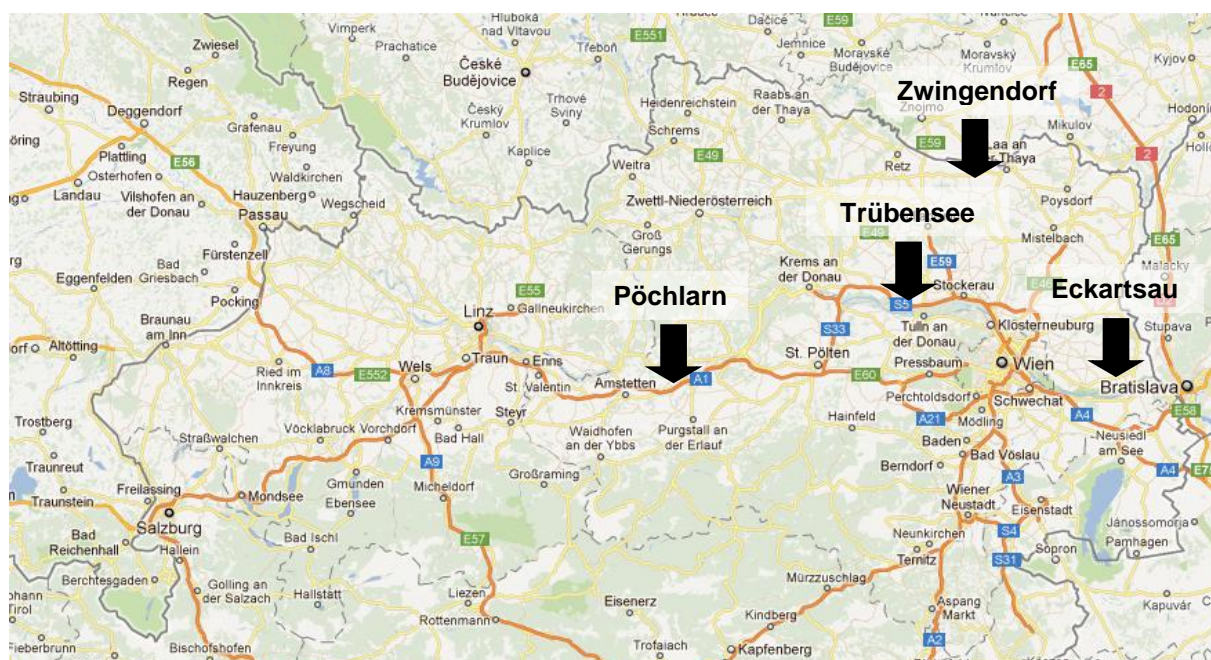 Vimperk
Hluboká
nad Vltavou
E551
Dačice
E59
Zwiesel
Prachatice
Třeboň
Jemnice
Moravské
Budějovice
Moravský
Krumlov
E65
Kyjov
Regen
České
Budějovice
Straubing
Deggendorf
Grafenau
Český
Krumlov
Trhové
Sviny
Heidenreichstein
Raabs an
der Thaya
Zwingendorf
Znojmo
2
Mikulov
Plattling
Freyung
Schrems
E59
Osterhofen
E56
Waldkirchen
Kaplice
Weitra
E49
Retz
Laa an
der Thaya
2
Landau
Vilshofen an
der Donau
Hauzenberg
Wegscheid
Zwettl-Niederösterreich
Trübensee
Poysdorf
Passau
Groß
Gerungs
E49
Mistelbach
E65
Fürstenzell
Krems an
der Donau
E59
Malacky
Eggenfelden
Bad
Griesbach
Pocking
E55
Gallneukirchen
Pöchlarn
Stockerau
Eckartsau
Linz
S5
Braunau
am Inn
S33
Tulln an
der Donau
Klosterneuburg
Stupava
Altötting
Traun
Enns
St. Pölten
Pressbaum
Wien
Ried im
Innkreis
A8
E552
Wels
St. Valentin
Amstetten
A1
E60
Bratislava
Perchtoldsdorf
Schwechat
Kremsmünster
Steyr
Trostberg
Straßwalchen
Vöcklabruck
Vorchdorf
Bad Hall
Waidhofen
an der Ybbs
Purgstall an
der Erlauf
Hainfeld
A21
Mödling
A4
E58
Traunreut
A9
Baden
Bad Vöslau
Neusiedl
am See
Traunstein
Freilassing
Mondsee
Gmunden
Ebensee
Micheldorf
Großraming
Berndorf
A3
A4
Salzburg
Wiener
Neustadt
Eisenstadt
Bad
Reichenhall
Hallein
Bad Ischl
E57
Neunkirchen
S4
Jánossomorja
Ternitz
Sopron
Pamhagen
Berchtesgaden
Golling an
der Salzach
Hallstatt
Liezen
Mürzzuschlag
S31
Tirol
Rottenmann
Eisenerz
Kindberg
Aspang
Markt
Kapuvár
Bischofshofen
Trofaiach
Kapfenberg
A2